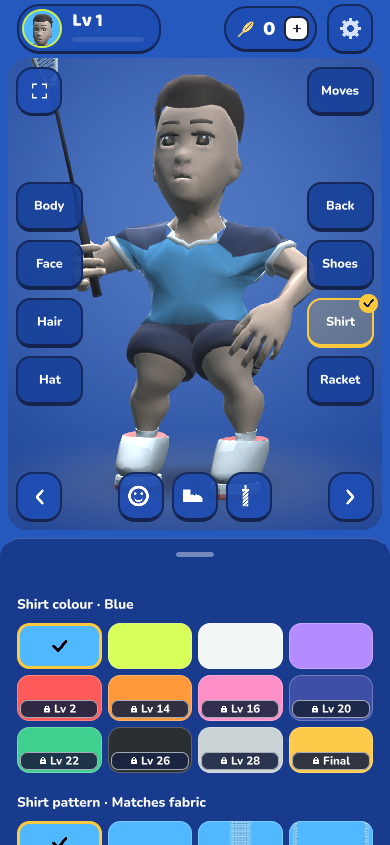 Lv 1
0
+
Moves
Body
Back
Face
Shoes
Hair
Shirt
Hat
Racket
Shirt colour · Blue
Lv 2
Lv 14
Lv 16
Lv 20
Lv 22
Lv 26
Lv 28
Final
Shirt pattern · Matches fabric